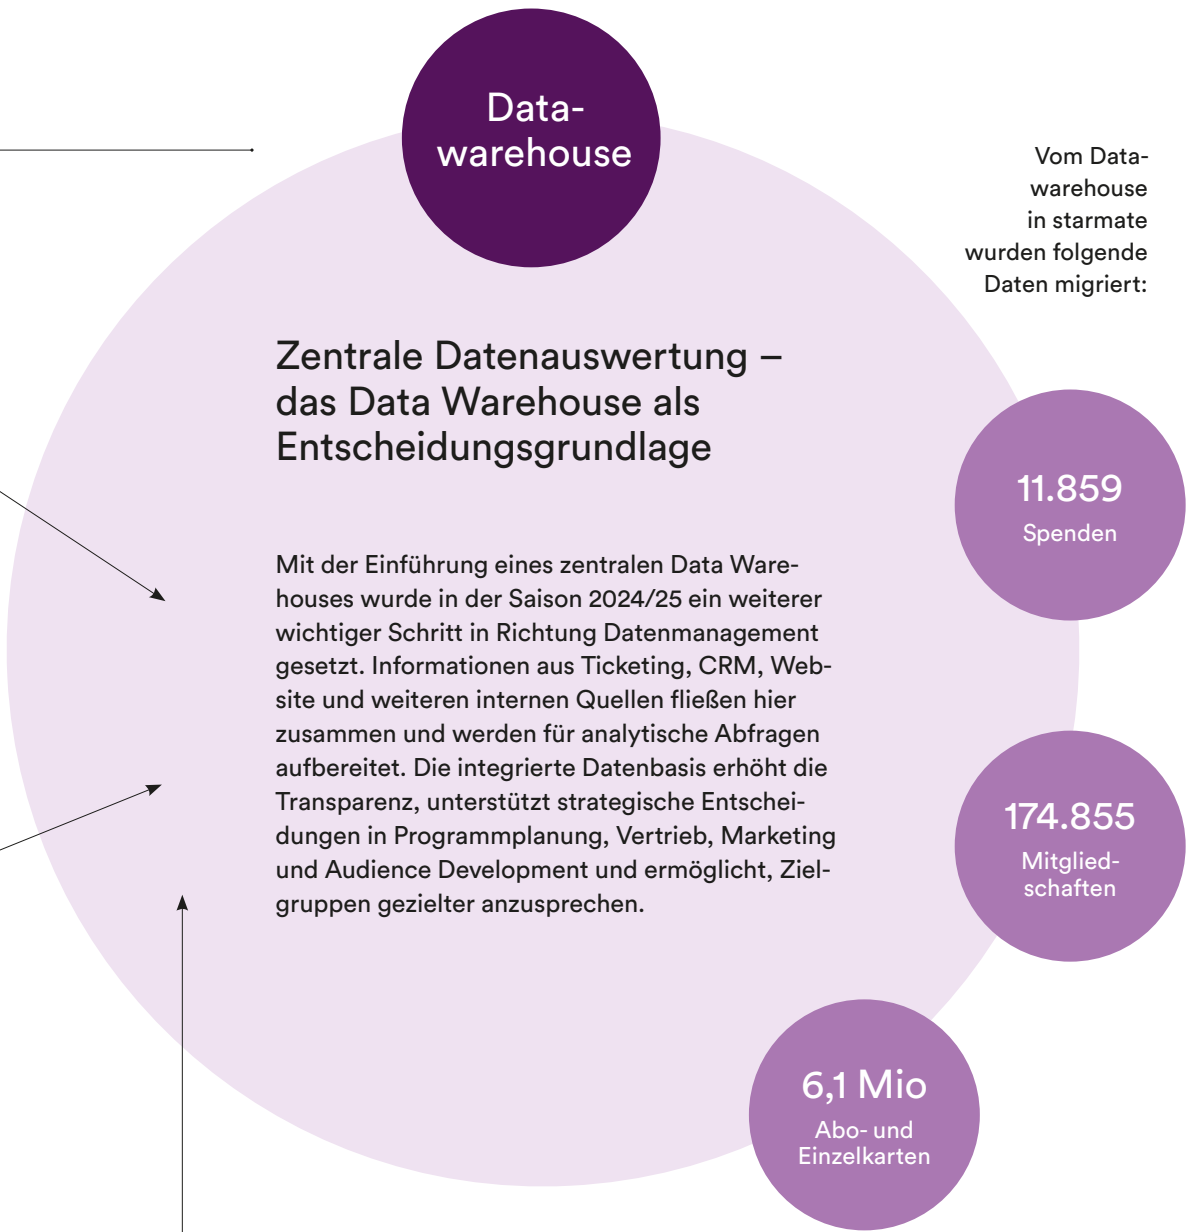 Data-
warehouse
Vom Data-
warehouse
in starmate
wurden folgende
Daten migriert:
Zentrale Datenauswertung –
das Data Warehouse als
Entscheidungsgrundlage
Mit der Einführung eines zentralen Data Ware-
houses wurde in der Saison 2024/25 ein weiterer
wichtiger Schritt in Richtung Datenmanagement
gesetzt. Informationen aus Ticketing, CRM, Web-
site und weiteren internen Quellen fließen hier
zusammen und werden für analytische Abfragen
aufbereitet. Die integrierte Datenbasis erhöht die
Transparenz, unterstützt strategische Entschei-
dungen in Programmplanung, Vertrieb, Marketing
und Audience Development und ermöglicht, Ziel-
gruppen gezielter anzusprechen.
11.859
Spenden
174.855
Mitglied-
schaften
6,1 Mio
Abo- und
Einzelkarten